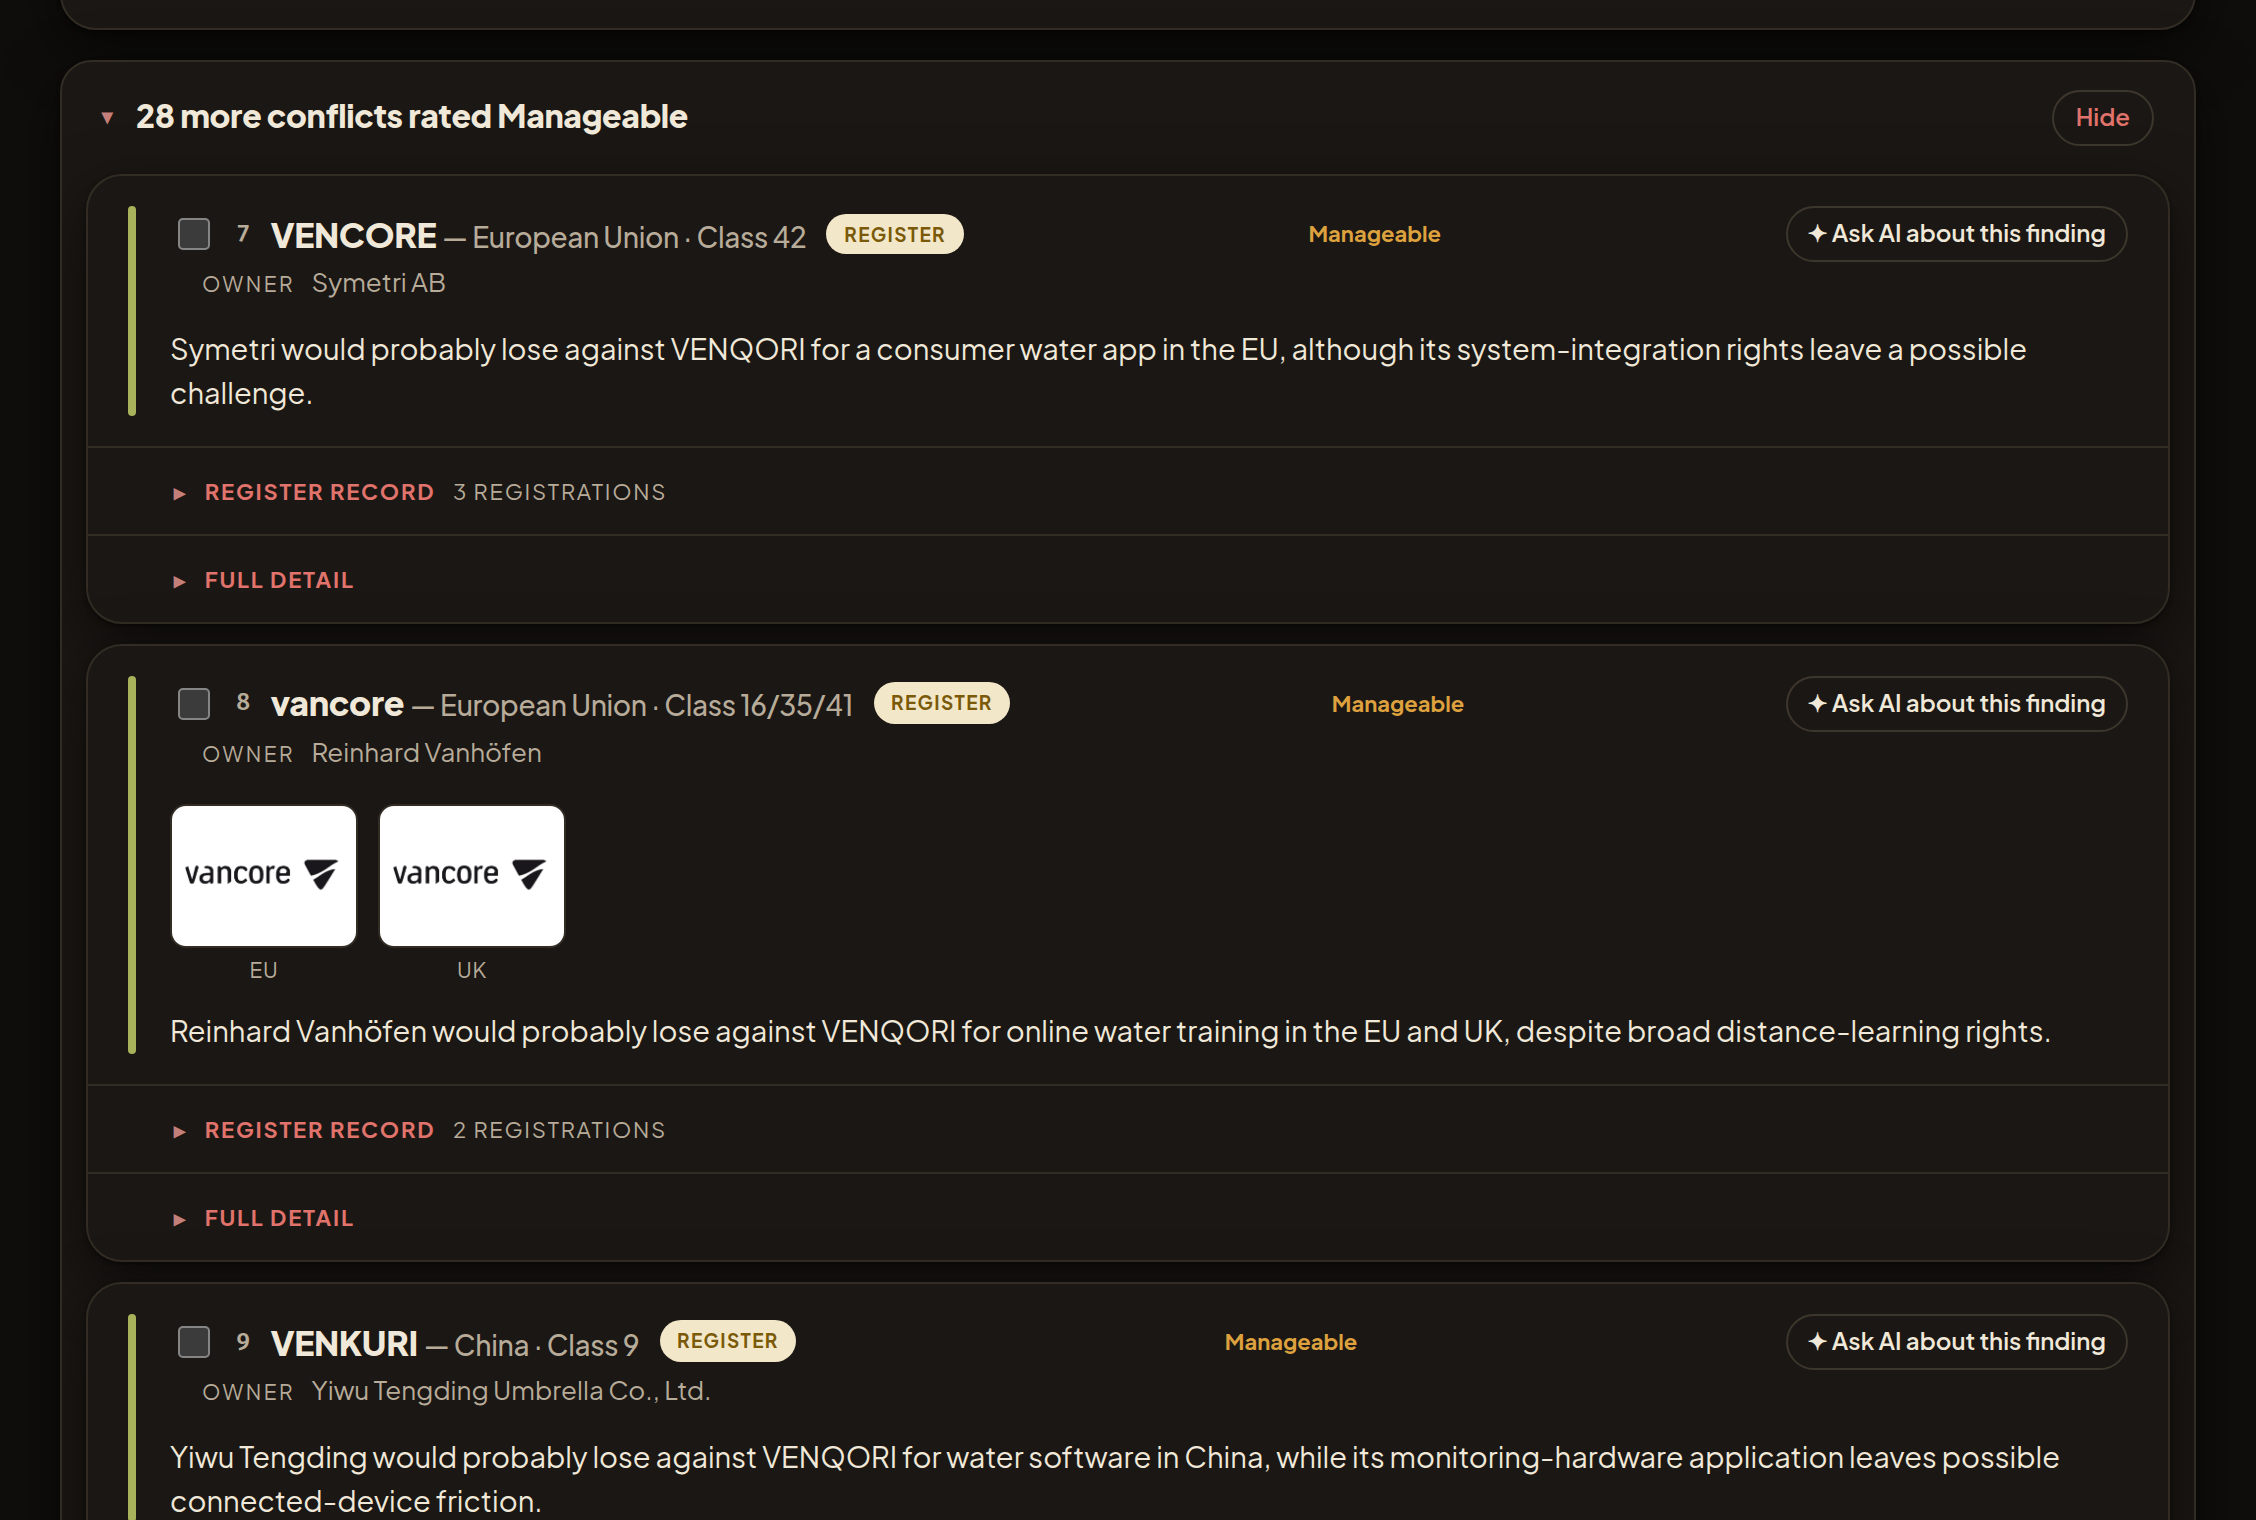 ▼ 28 more conflicts rated Manageable Hide
7 VENCORE — European Union · Class 42 REGISTER Manageable ✦ Ask AI about this finding
OWNER Symetri AB
Symetri would probably lose against VENQORI for a consumer water app in the EU, although its system-integration rights leave a possible
challenge.
▶ REGISTER RECORD 3 REGISTRATIONS
▶ FULL DETAIL
8 vancore — European Union · Class 16/35/41 REGISTER Manageable ✦ Ask AI about this finding
OWNER Reinhard Vanhöfen
vancore vancore
EU UK
Reinhard Vanhöfen would probably lose against VENQORI for online water training in the EU and UK, despite broad distance-learning rights.
▶ REGISTER RECORD 2 REGISTRATIONS
▶ FULL DETAIL
9 VENKURI — China · Class 9 REGISTER Manageable ✦ Ask AI about this finding
OWNER Yiwu Tengding Umbrella Co., Ltd.
Yiwu Tengding would probably lose against VENQORI for water software in China, while its monitoring-hardware application leaves possible
connected-device friction.